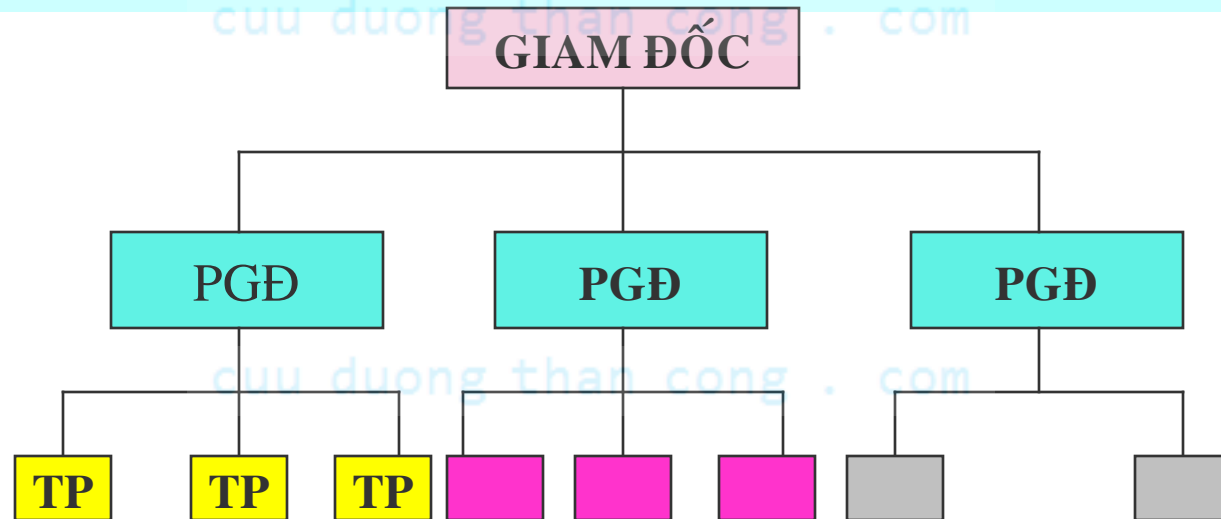 cuu duong than cong . com
GIAM ĐỐC
PGĐ
PGĐ
PGĐ
cuu duong than cong . com
TP
TP
TP